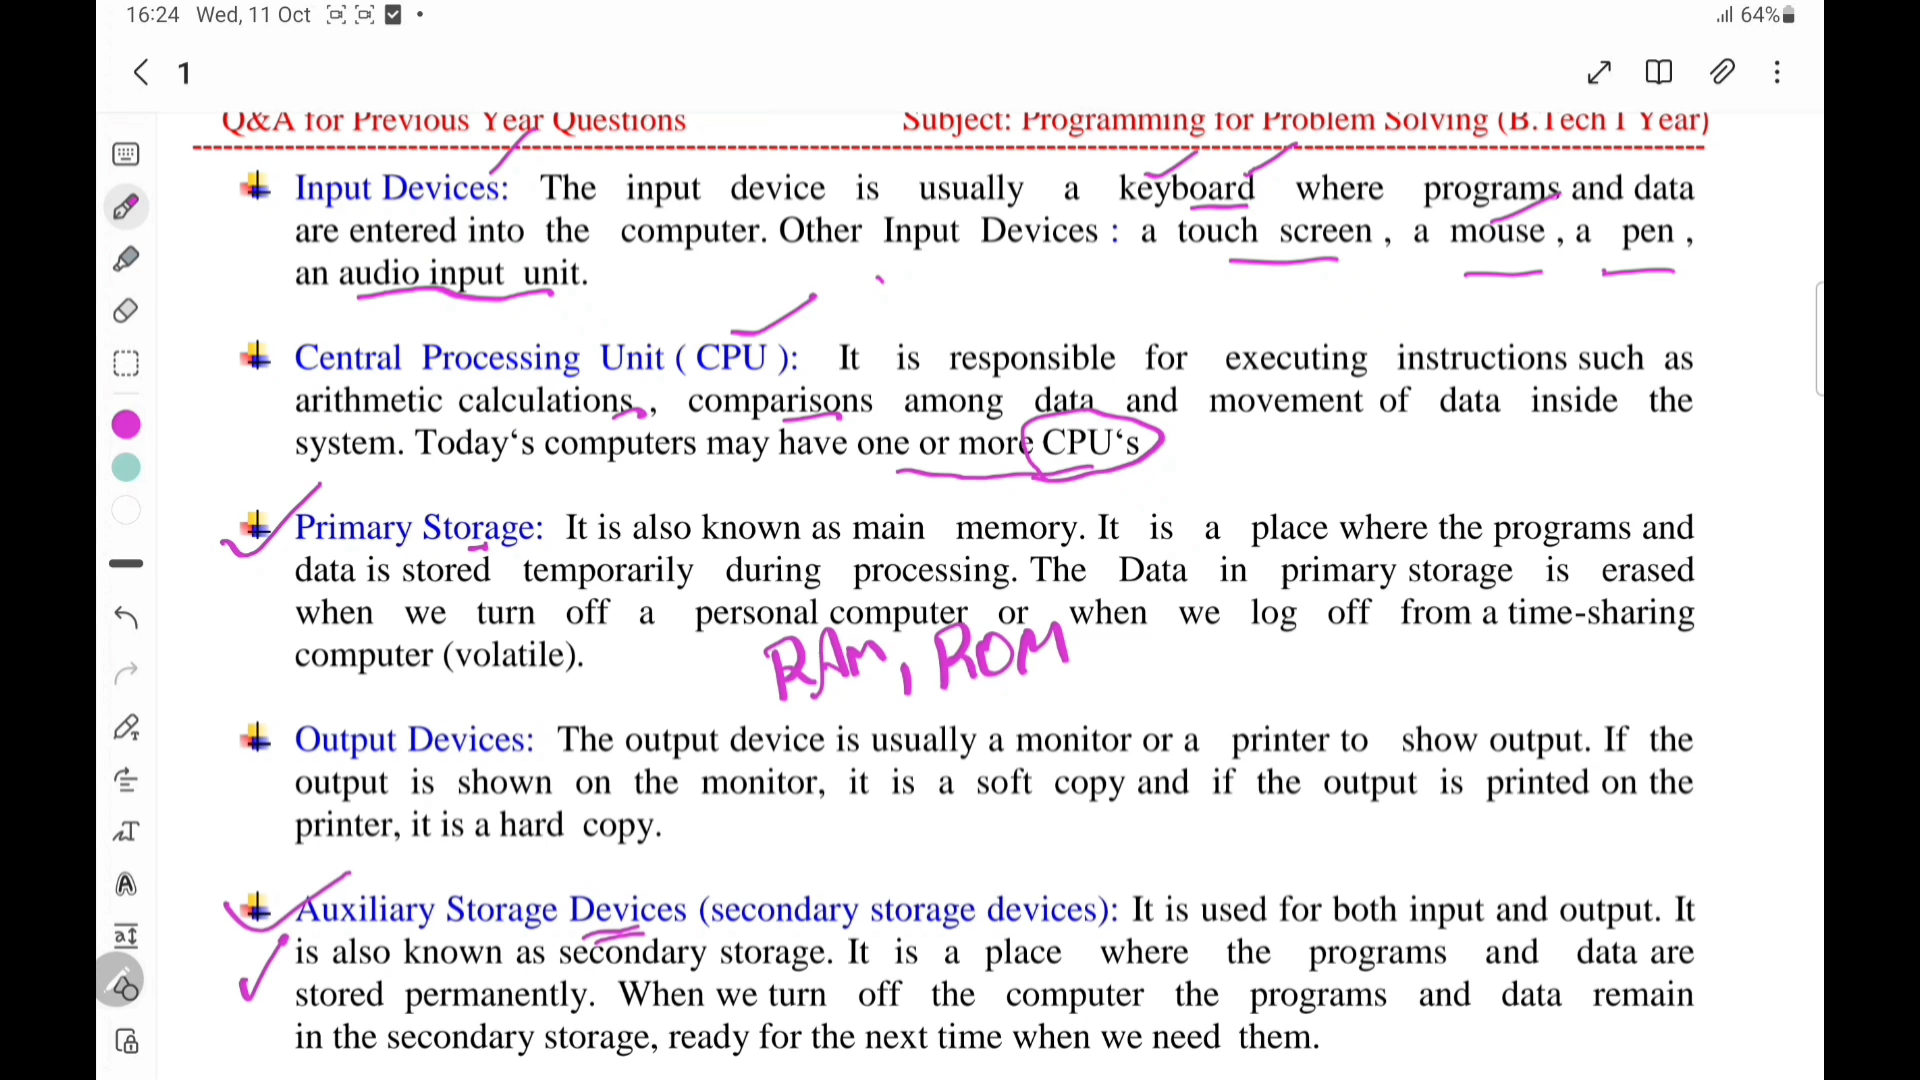 16:24 Wed, 11 Oct
64%
1
Q&A for Previous Year Questions Subject: Programming for Problem Solving (B.Tech I Year)
Input Devices: The input device is usually a keyboard where programs and data
are entered into the computer. Other Input Devices : a touch screen , a mouse , a pen ,
an audio input unit.
Central Processing Unit ( CPU ): It is responsible for executing instructions such as
arithmetic calculations , comparisons among data and movement of data inside the
system. Today‘s computers may have one or more CPU‘s
Primary Storage: It is also known as main memory. It is a place where the programs and
data is stored temporarily during processing. The Data in primary storage is erased
when we turn off a personal computer or when we log off from a time-sharing
computer (volatile).
RAM, ROM
Output Devices: The output device is usually a monitor or a printer to show output. If the
output is shown on the monitor, it is a soft copy and if the output is printed on the
printer, it is a hard copy.
Auxiliary Storage Devices (secondary storage devices): It is used for both input and output. It
is also known as secondary storage. It is a place where the programs and data are
stored permanently. When we turn off the computer the programs and data remain
in the secondary storage, ready for the next time when we need them.